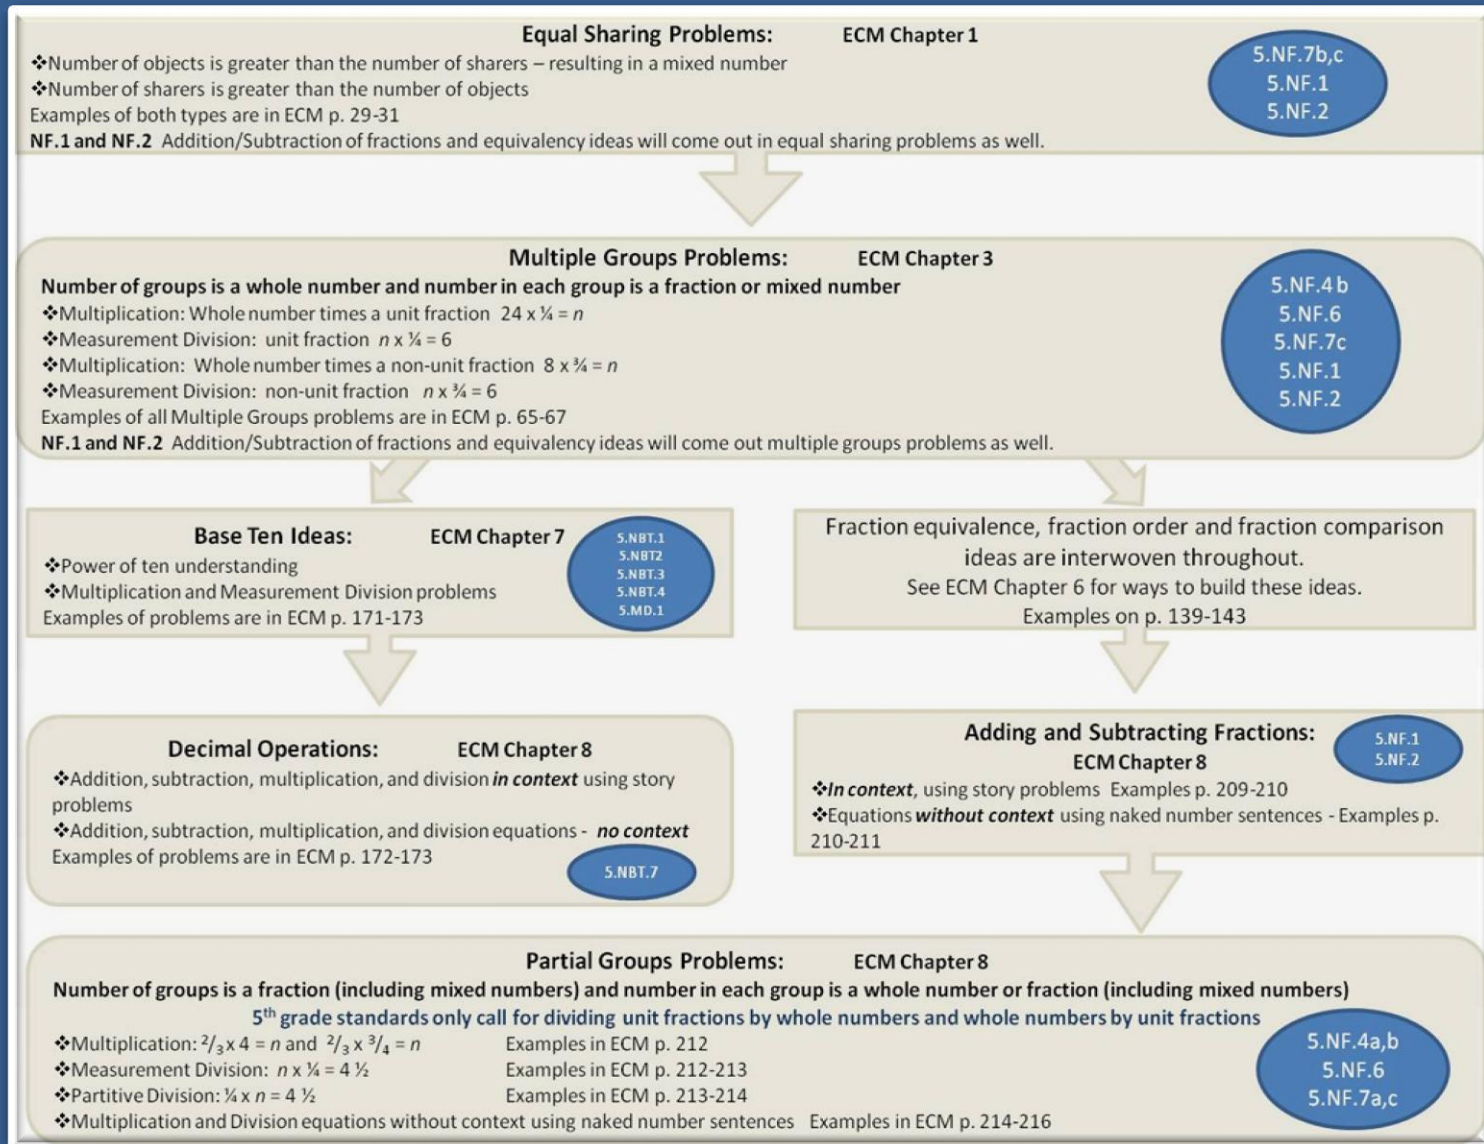 Equal Sharing Problems: ECM Chapter 1
❖Number of objects is greater than the number of sharers – resulting in a mixed number
❖Number of sharers is greater than the number of objects
Examples of both types are in ECM p. 29-31
NF.1 and NF.2 Addition/Subtraction of fractions and equivalency ideas will come out in equal sharing problems as well.
5.NF.7b,c
5.NF.1
5.NF.2
Multiple Groups Problems: ECM Chapter 3
Number of groups is a whole number and number in each group is a fraction or mixed number
❖Multiplication: Whole number times a unit fraction 24 x ¼ = n
❖Measurement Division: unit fraction n x ¼ = 6
❖Multiplication: Whole number times a non-unit fraction 8 x ¾ = n
❖Measurement Division: non-unit fraction n x ¾ = 6
Examples of all Multiple Groups problems are in ECM p. 65-67
NF.1 and NF.2 Addition/Subtraction of fractions and equivalency ideas will come out multiple groups problems as well.
5.NF.4 b
5.NF.6
5.NF.7c
5.NF.1
5.NF.2
Base Ten Ideas: ECM Chapter 7
❖Power of ten understanding
❖Multiplication and Measurement Division problems
Examples of problems are in ECM p. 171-173
5.NBT.1
5.NBT2
5.NBT.3
5.NBT.4
5.MD.1
Fraction equivalence, fraction order and fraction comparison
ideas are interwoven throughout.
See ECM Chapter 6 for ways to build these ideas.
Examples on p. 139-143
Decimal Operations: ECM Chapter 8
❖Addition, subtraction, multiplication, and division in context using story
problems
❖Addition, subtraction, multiplication, and division equations - no context
Examples of problems are in ECM p. 172-173
5.NBT.7
Adding and Subtracting Fractions:
ECM Chapter 8
❖In context, using story problems Examples p. 209-210
❖Equations without context using naked number sentences - Examples p.
210-211
5.NF.1
5.NF.2
Partial Groups Problems: ECM Chapter 8
Number of groups is a fraction (including mixed numbers) and number in each group is a whole number or fraction (including mixed numbers)
5th grade standards only call for dividing unit fractions by whole numbers and whole numbers by unit fractions
❖Multiplication: 2/3 x 4 = n and 2/3 x 3/4 = n Examples in ECM p. 212
❖Measurement Division: n x ¼ = 4 ½ Examples in ECM p. 212-213
❖Partitive Division: ¼ x n = 4 ½ Examples in ECM p. 213-214
❖Multiplication and Division equations without context using naked number sentences Examples in ECM p. 214-216
5.NF.4a,b
5.NF.6
5.NF.7a,c